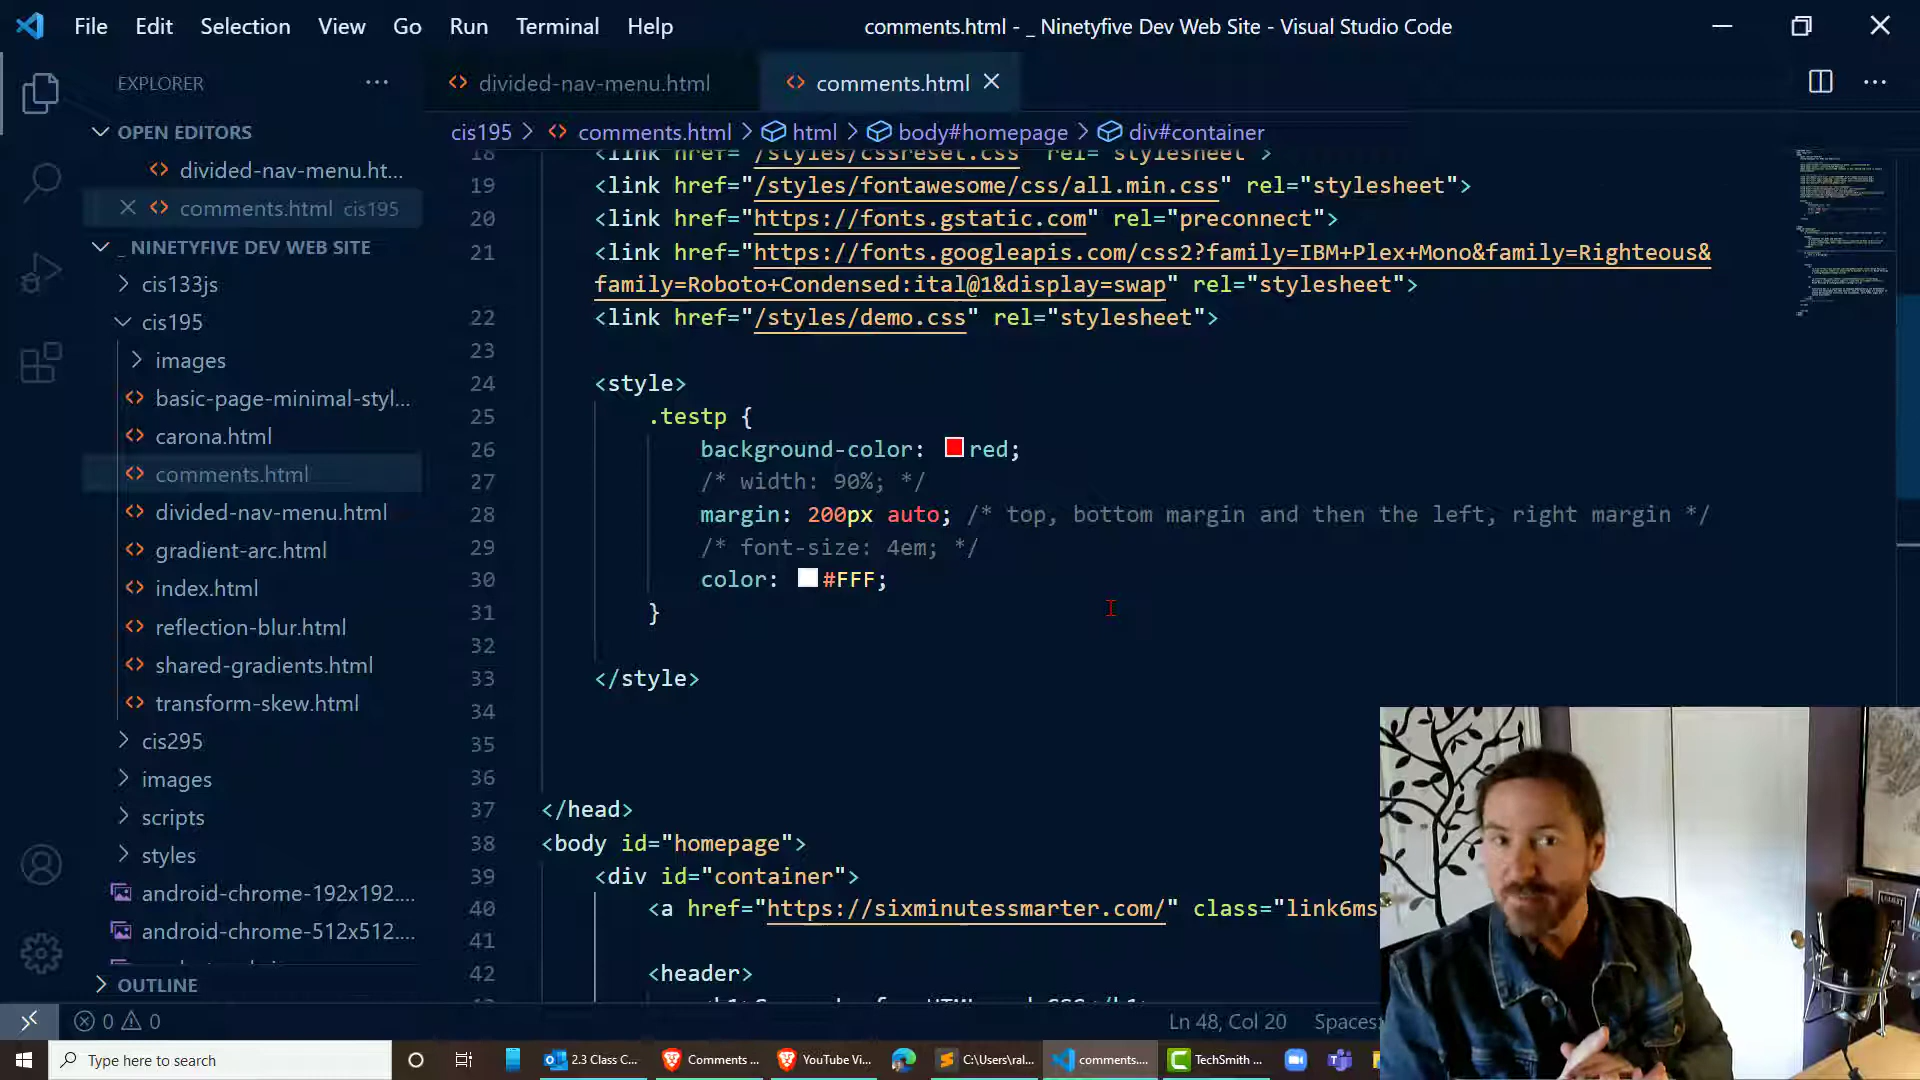 File Edit Selection View Go Run Terminal Help
comments.html - _ Ninetyfive Dev Web Site - Visual Studio Code
EXPLORER
divided-nav-menu.html
comments.html
cis195 > comments.html > html > body#homepage > div#container
OPEN EDITORS
divided-nav-menu.ht...
comments.html cis195
_ NINETYFIVE DEV WEB SITE
cis133js
cis195
images
basic-page-minimal-styl...
carona.html
comments.html
divided-nav-menu.html
gradient-arc.html
index.html
reflection-blur.html
shared-gradients.html
transform-skew.html
cis295
images
scripts
styles
android-chrome-192x192....
android-chrome-512x512....
OUTLINE
18 <link href="/styles/cssreset.css" rel="stylesheet">
19 <link href="/styles/fontawesome/css/all.min.css" rel="stylesheet">
20 <link href="https://fonts.gstatic.com" rel="preconnect">
21 <link href="https://fonts.googleapis.com/css2?family=IBM+Plex+Mono&family=Righteous&
family=Roboto+Condensed:ital@1&display=swap" rel="stylesheet">
22 <link href="/styles/demo.css" rel="stylesheet">
23
24 <style>
25 .testp {
26 background-color: red;
27 /* width: 90%; */
28 margin: 200px auto; /* top, bottom margin and then the left, right margin */
29 /* font-size: 4em; */
30 color: #FFF;
31 }
32
33 </style>
34
35
36
37 </head>
38 <body id="homepage">
39 <div id="container">
40 <a href="https://sixminutessmarter.com/" class="link6ms
41
42 <header>
0 0
Ln 48, Col 20 Spaces:
Type here to search
2.3 Class C...
Comments ...
YouTube Vi...
C:\Users\ral...
comments....
TechSmith ...